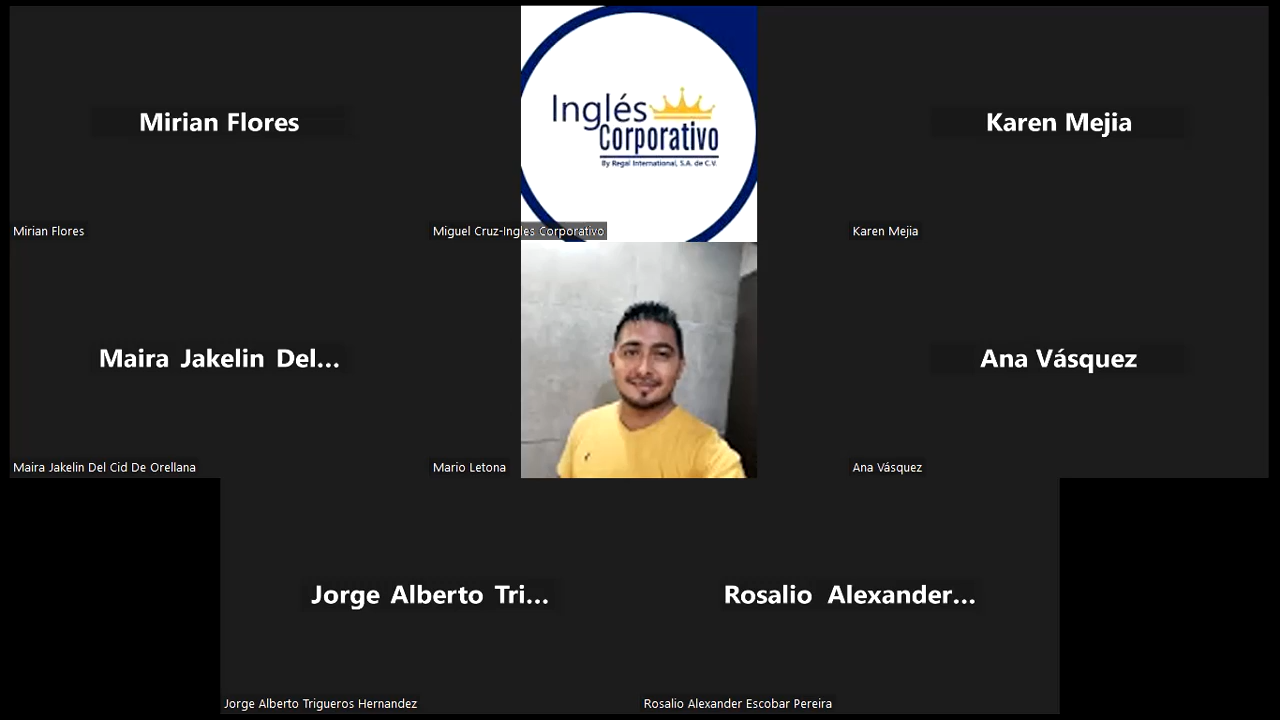 Mirian Flores
Inglés
Corporativo
By Regal International, S.A. de C.V.
Karen Mejia
Mirian Flores
Miguel Cruz-Ingles Corporativo
Karen Mejia
Maira Jakelin Del...
Ana Vásquez
Maira Jakelin Del Cid De Orellana
Mario Letona
Ana Vásquez
Jorge Alberto Tri...
Rosalio Alexander...
Jorge Alberto Trigueros Hernandez
Rosalio Alexander Escobar Pereira